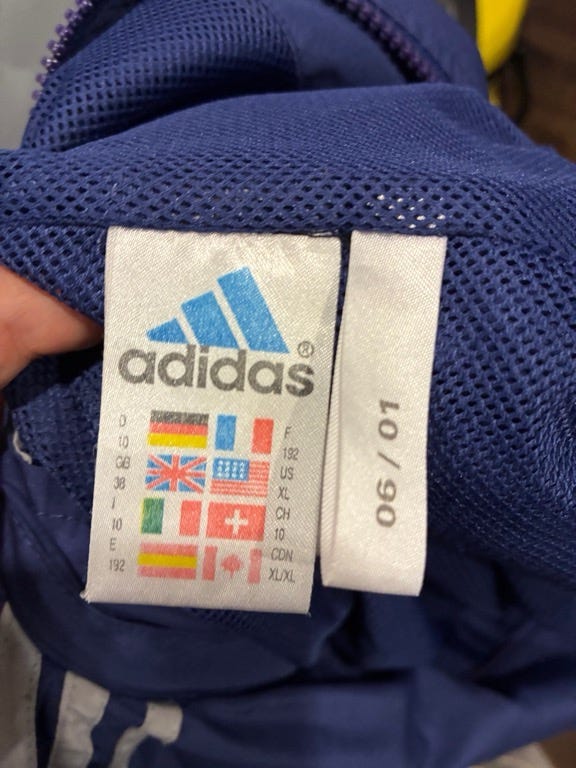 adidas®
D
10
F
192
GB
38
US
XL
I
10
CH
10
E
192
CDN
XL/XL
06/01